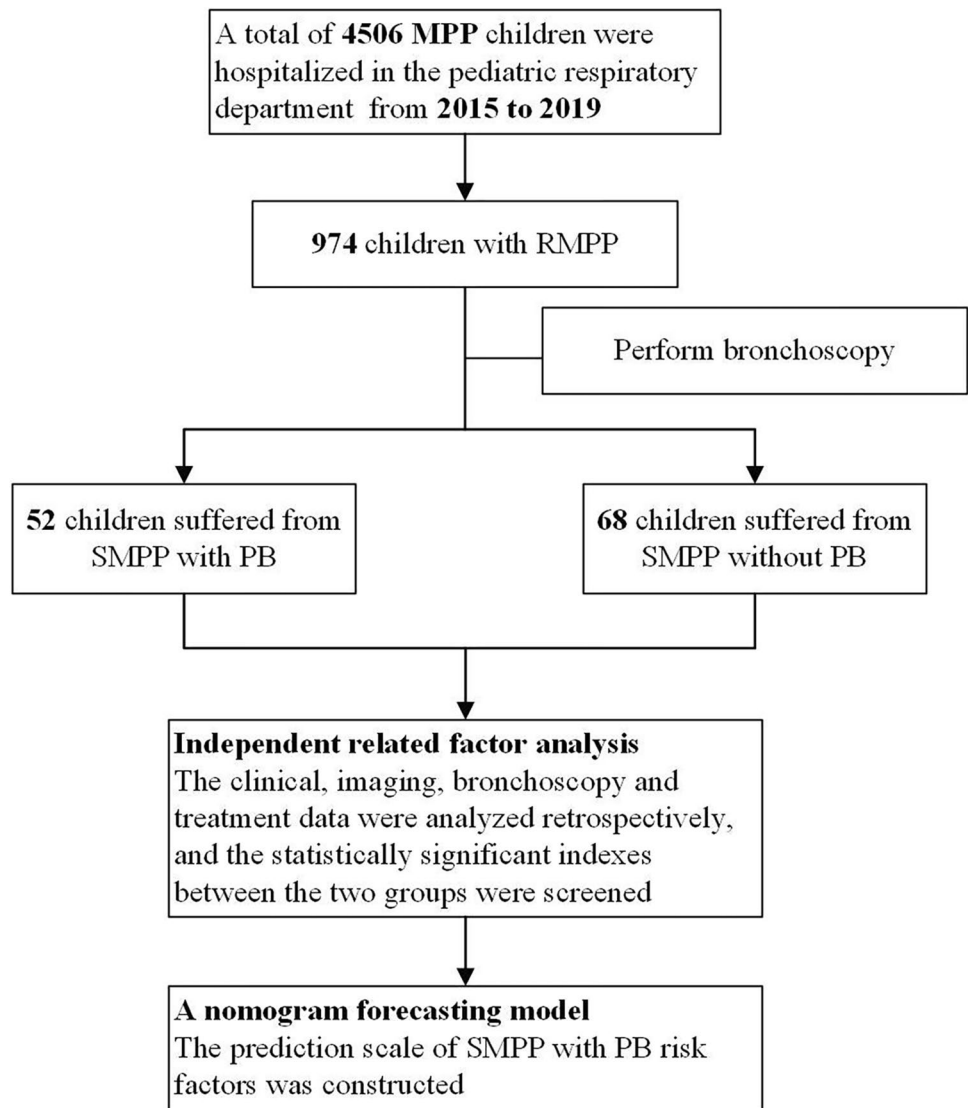 A total of 4506 MPP children were
hospitalized in the pediatric respiratory
department from 2015 to 2019
974 children with RMPP
Perform bronchoscopy
52 children suffered from
SMPP with PB
68 children suffered from
SMPP without PB
Independent related factor analysis
The clinical, imaging, bronchoscopy and
treatment data were analyzed retrospectively,
and the statistically significant indexes
between the two groups were screened
A nomogram forecasting model
The prediction scale of SMPP with PB risk
factors was constructed